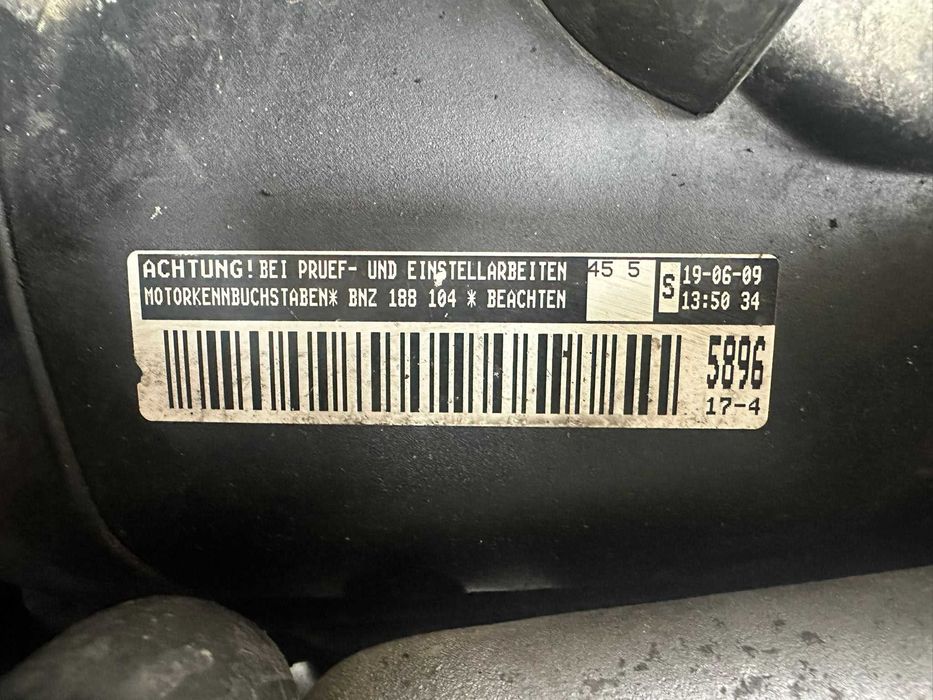 ACHTUNG! BEI PRUEF- UND EINSTELLARBEITEN
MOTORKENNBUCHSTABEN* BNZ 188 104 * BEACHTEN
45 5
S
19-06-09
13:50 34
5896
17-4